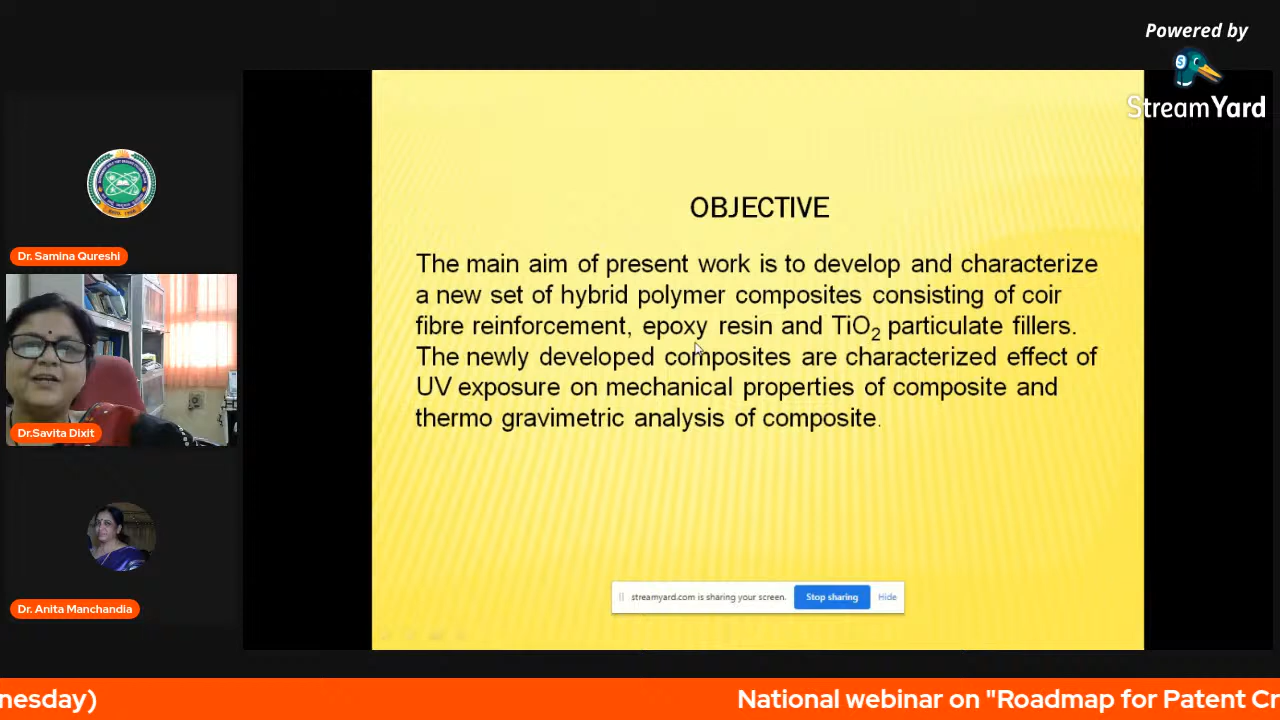 Powered by
StreamYard
Dr. Samina Qureshi
Dr.Savita Dixit
Dr. Anita Manchandia
OBJECTIVE
The main aim of present work is to develop and characterize
a new set of hybrid polymer composites consisting of coir
fibre reinforcement, epoxy resin and TiO2 particulate fillers.
The newly developed composites are characterized effect of
UV exposure on mechanical properties of composite and
thermo gravimetric analysis of composite.
streamyard.com is sharing your screen. Stop sharing Hide
nesday) National webinar on "Roadmap for Patent Cr